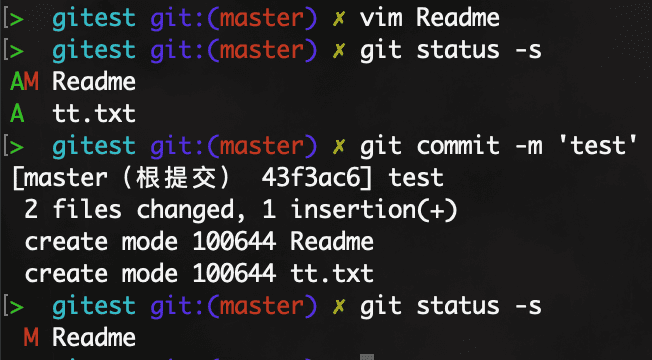 [>  gitest git:(master) ✗ vim Readme
[>  gitest git:(master) ✗ git status -s
AM Readme
A  tt.txt
[>  gitest git:(master) ✗ git commit -m 'test'
[master（根提交） 43f3ac6] test
 2 files changed, 1 insertion(+)
 create mode 100644 Readme
 create mode 100644 tt.txt
[>  gitest git:(master) ✗ git status -s
 M Readme